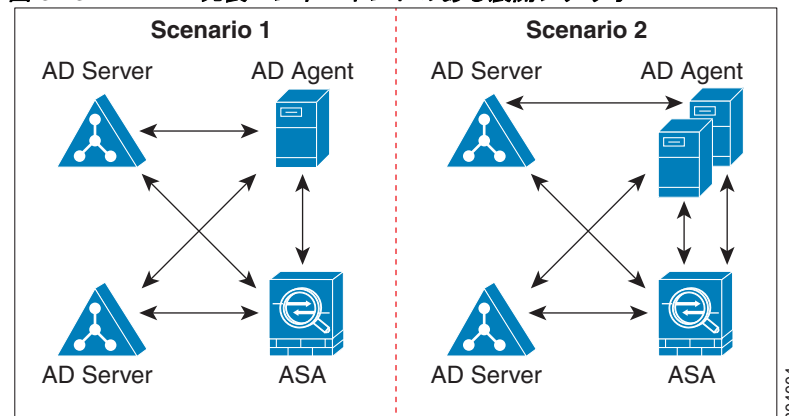 Scenario 1
Scenario 2
AD Server
AD Agent
AD Server
AD Agent
AD Server
ASA
AD Server
ASA